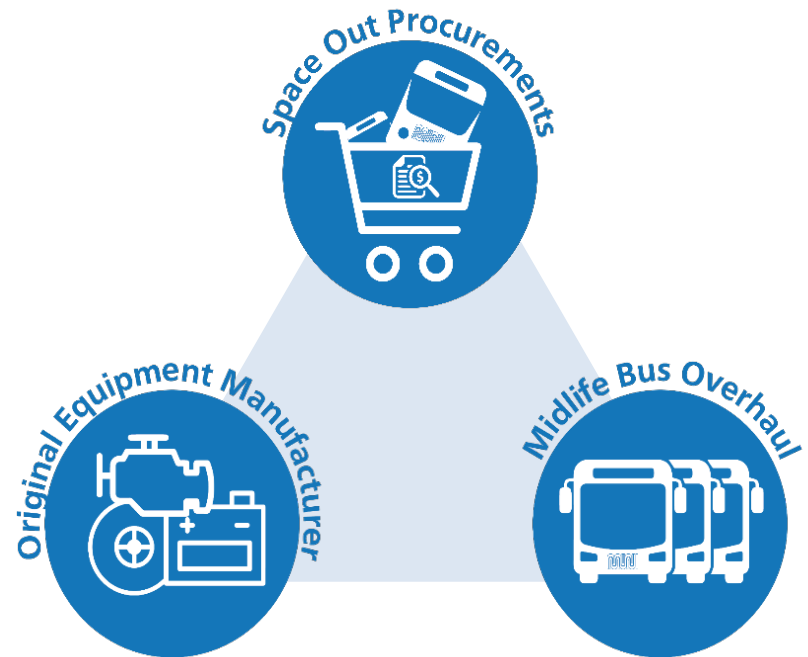 Space Out Procurements
$
Original Equipment Manufacturer
Midlife Bus Overhaul